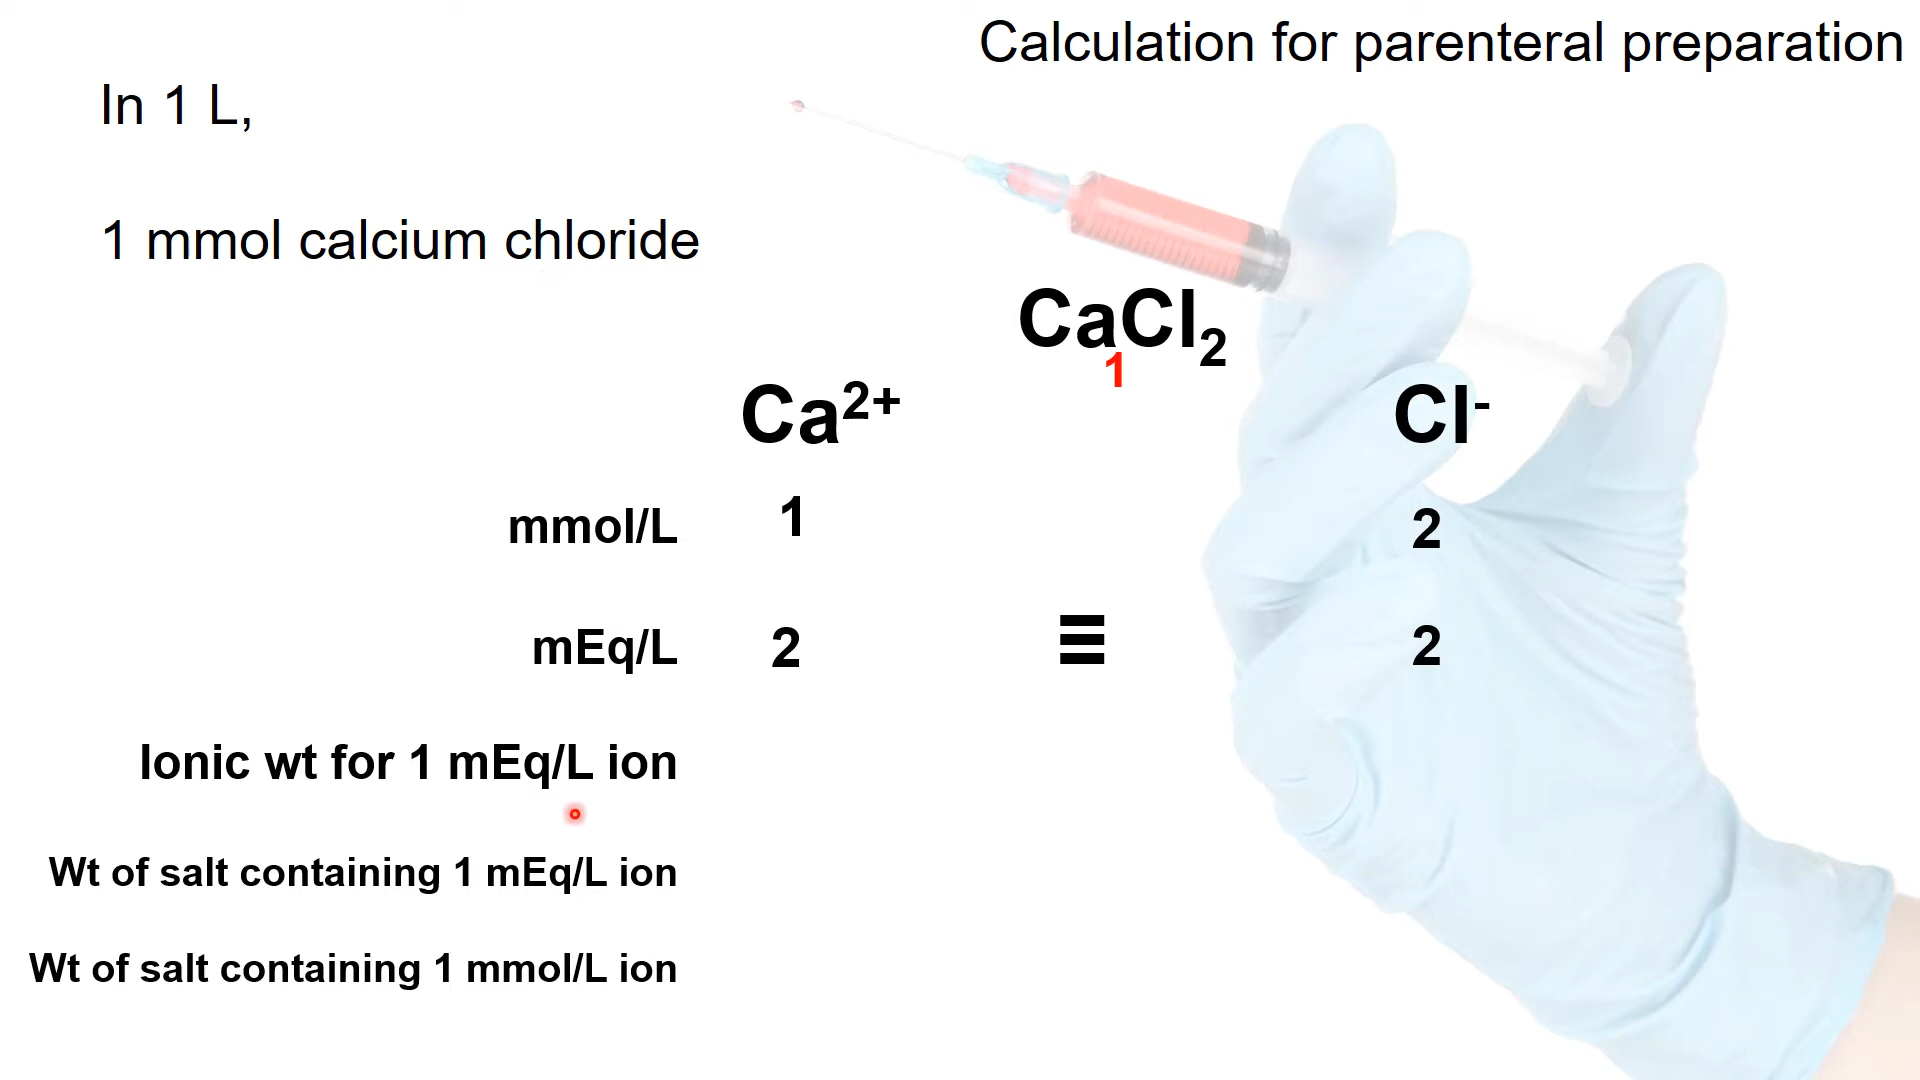 Calculation for parenteral preparation
In 1 L,
1 mmol calcium chloride
CaCl₂
1
Ca²⁺ Cl⁻
mmol/L 1 2
mEq/L 2 ≡ 2
Ionic wt for 1 mEq/L ion
Wt of salt containing 1 mEq/L ion
Wt of salt containing 1 mmol/L ion